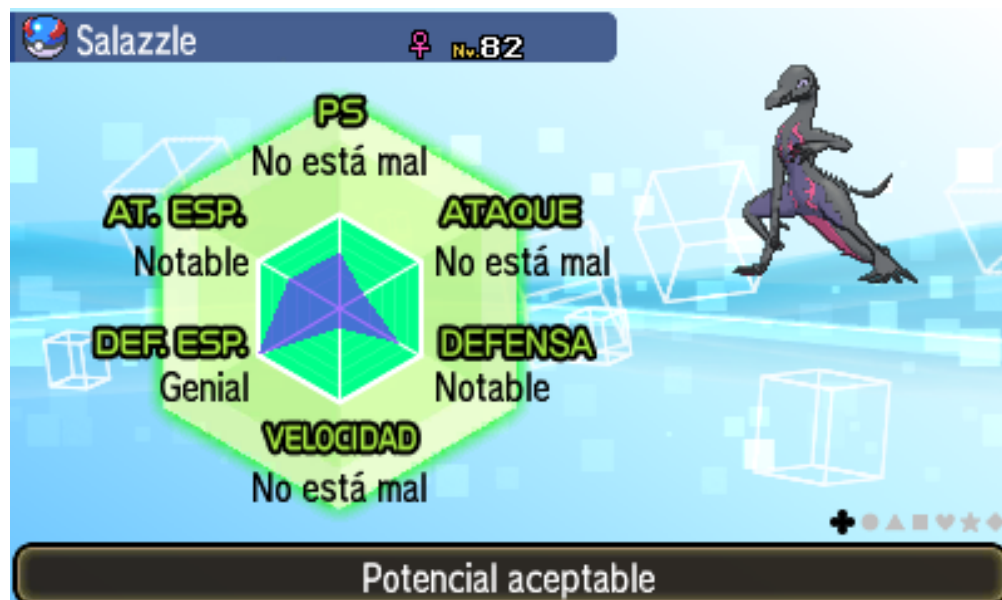 Salazzle ♀ Nv.82
PS
No está mal
AT. ESP.
Notable
ATAQUE
No está mal
DEF. ESP.
Genial
DEFENSA
Notable
VELOCIDAD
No está mal
Potencial aceptable